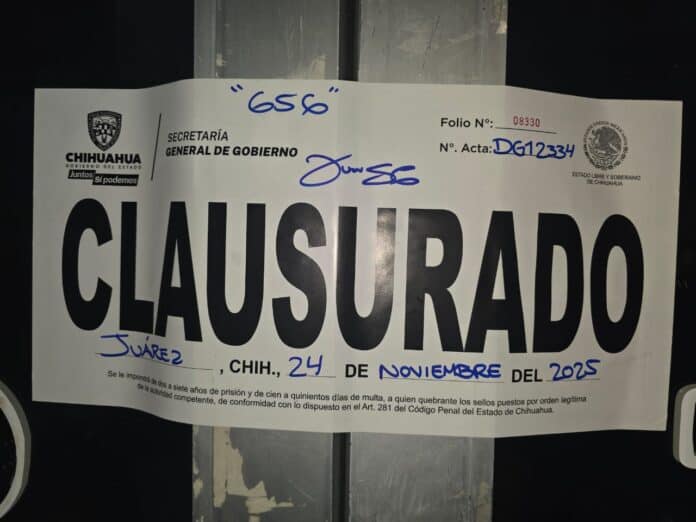 "656"
Folio N°: 08330
CHIHUAHUA
GOBIERNO DEL ESTADO
Juntos Sí podemos
SECRETARÍA
GENERAL DE GOBIERNO
N°. Acta: DG12334
ESTADO LIBRE Y SOBERANO
DE CHIHUAHUA
CLAUSURADO
JUÁREZ, CHIH., 24 DE NOVIEMBRE DEL 2025
Se le impondrá de dos a siete años de prisión y de cien a quinientos días de multa, a quien quebrante los sellos puestos por orden legítima
de la autoridad competente, de conformidad con lo dispuesto en el Art. 281 del Código Penal del Estado de Chihuahua.